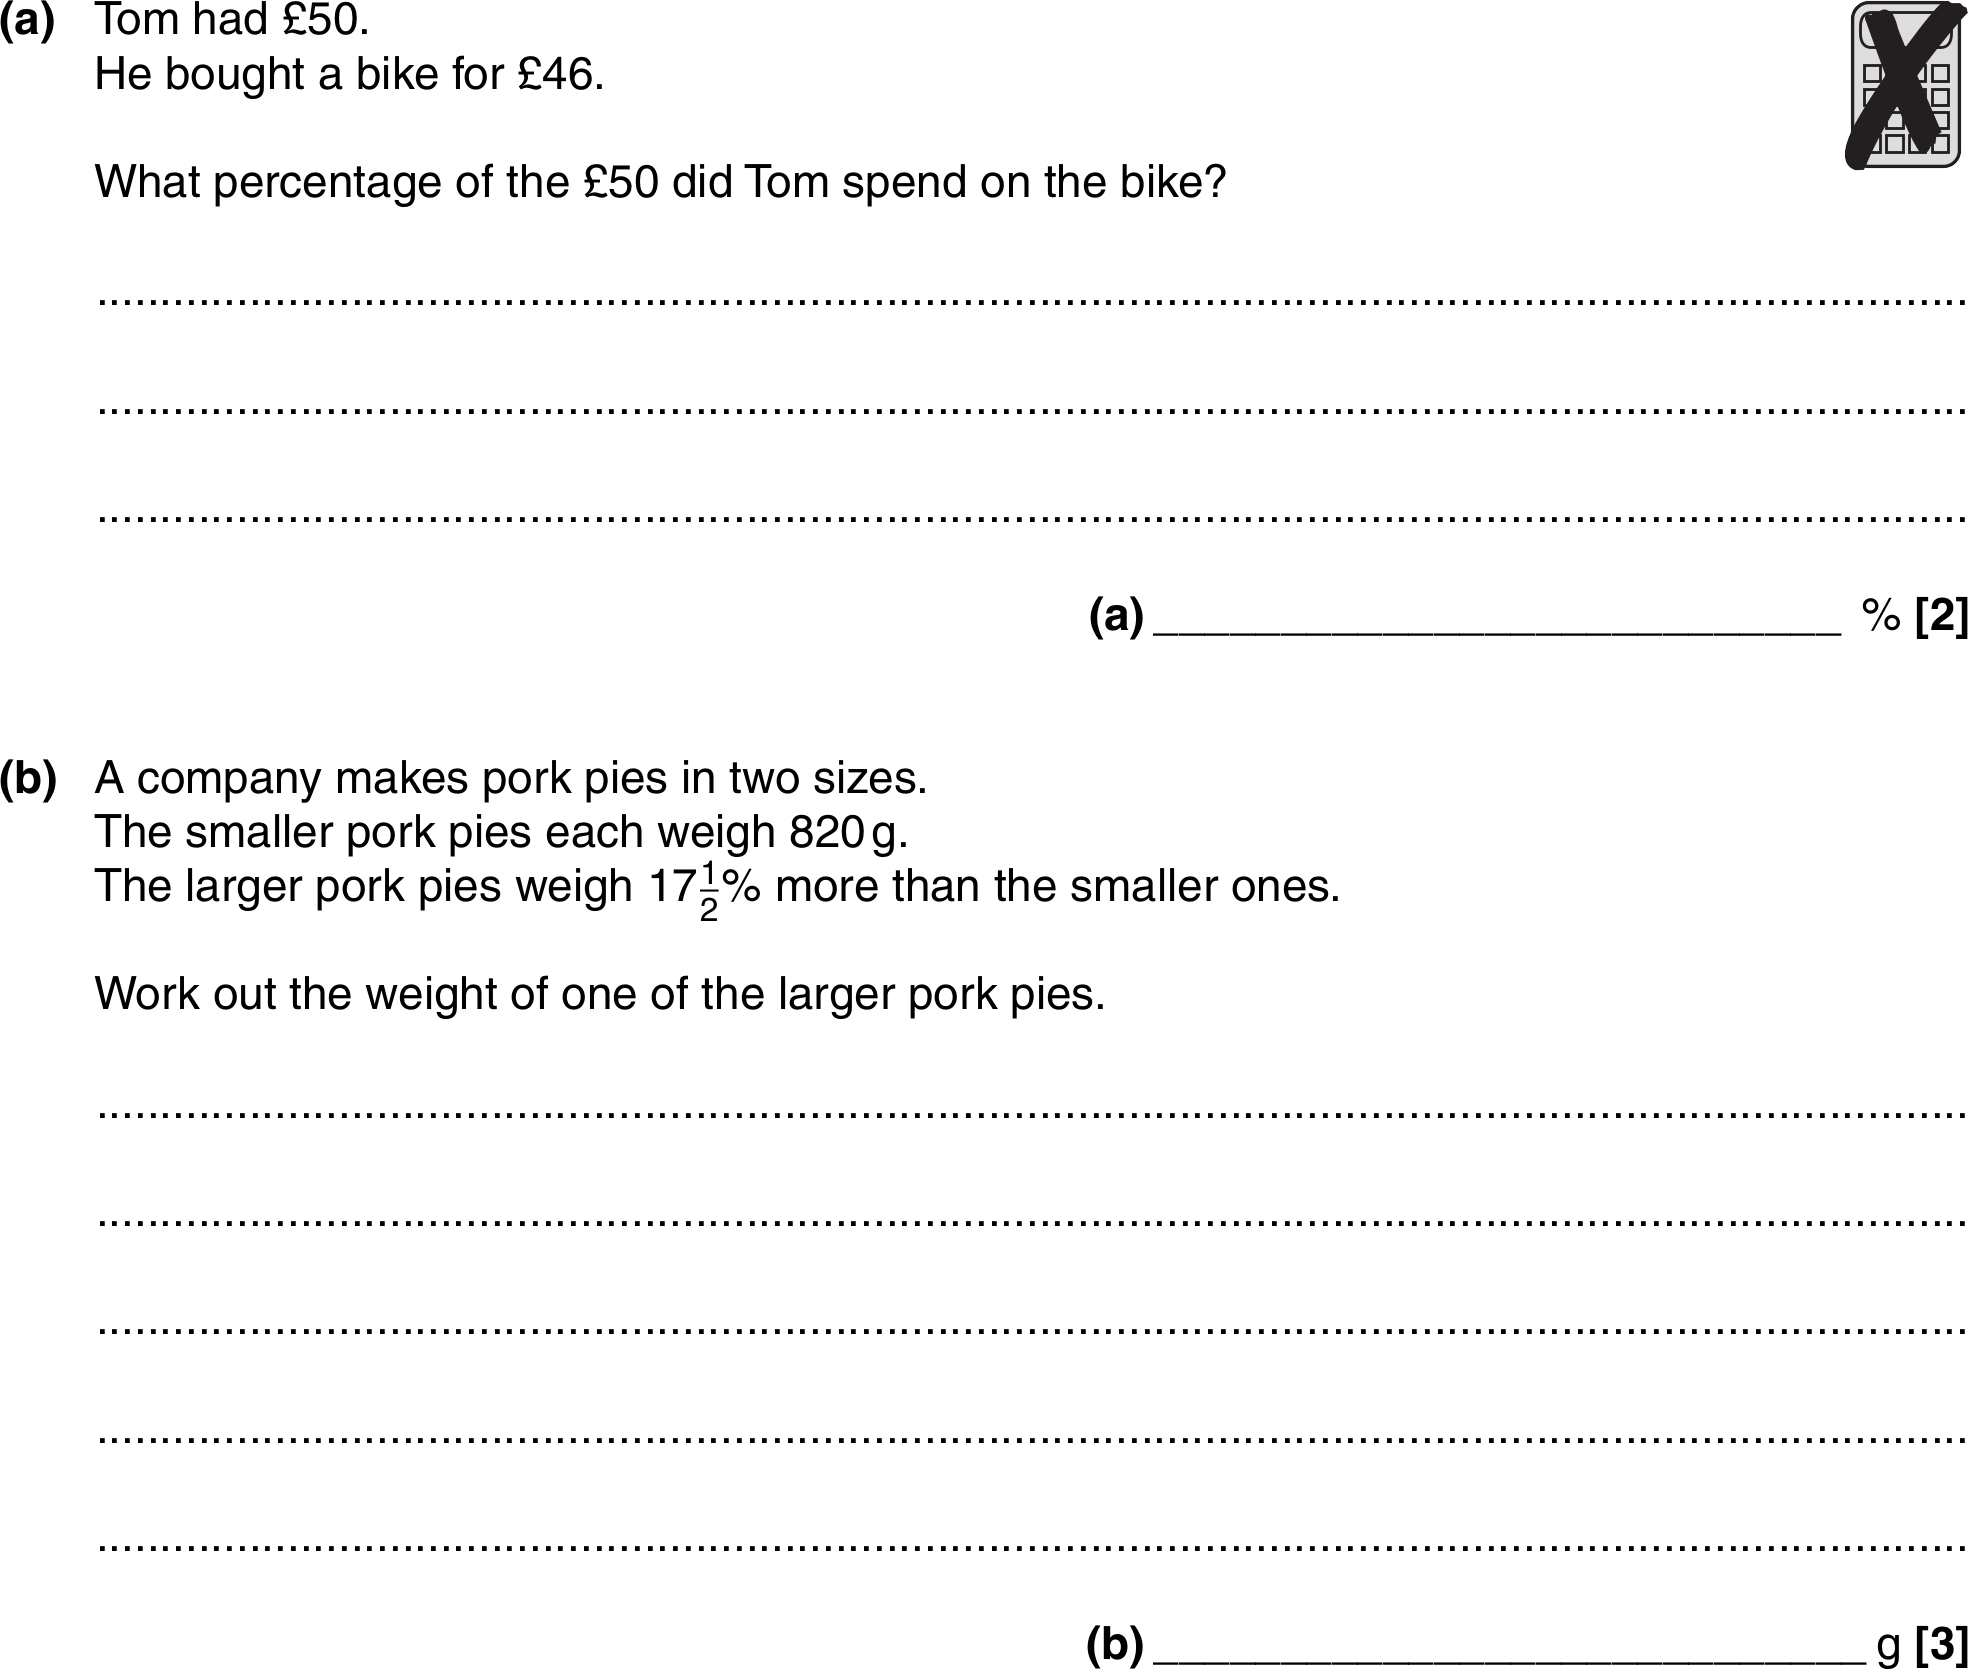 (a) Tom had £50.
He bought a bike for £46.
What percentage of the £50 did Tom spend on the bike?
(a) ______________________________ % [2]
(b) A company makes pork pies in two sizes.
The smaller pork pies each weigh 820 g.
The larger pork pies weigh 17½% more than the smaller ones.
Work out the weight of one of the larger pork pies.
(b) ______________________________ g [3]